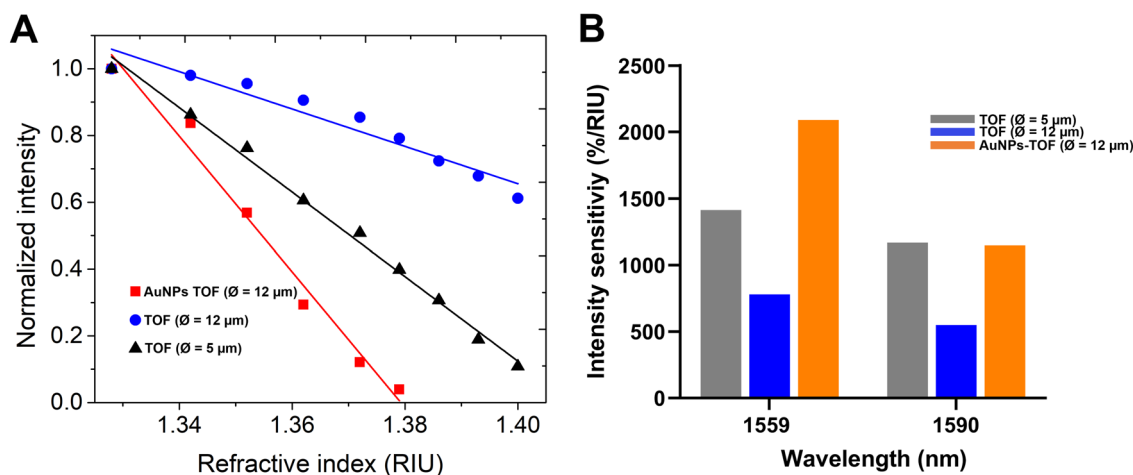 A
Normalized intensity
1.0
0.8
0.6
0.4
0.2
0.0
AuNPs TOF (Ø = 12 µm)
TOF (Ø = 12 µm)
TOF (Ø = 5 µm)
1.34
1.36
1.38
1.40
Refractive index (RIU)
B
Intensity sensitiviy (%/RIU)
2500
2000
1500
1000
500
0
TOF (Ø = 5 µm)
TOF (Ø = 12 µm)
AuNPs-TOF (Ø = 12 µm)
1559
1590
Wavelength (nm)